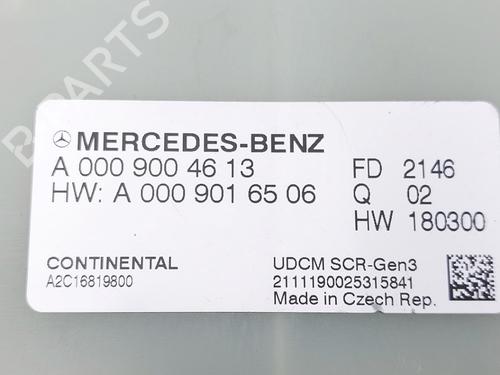 B-PARTS
MERCEDES-BENZ
A 000 900 46 13 FD 2146
HW: A 000 901 65 06 Q 02
HW 180300
CONTINENTAL UDCM SCR-Gen3
A2C16819800 2111190025315841
Made in Czech Rep.